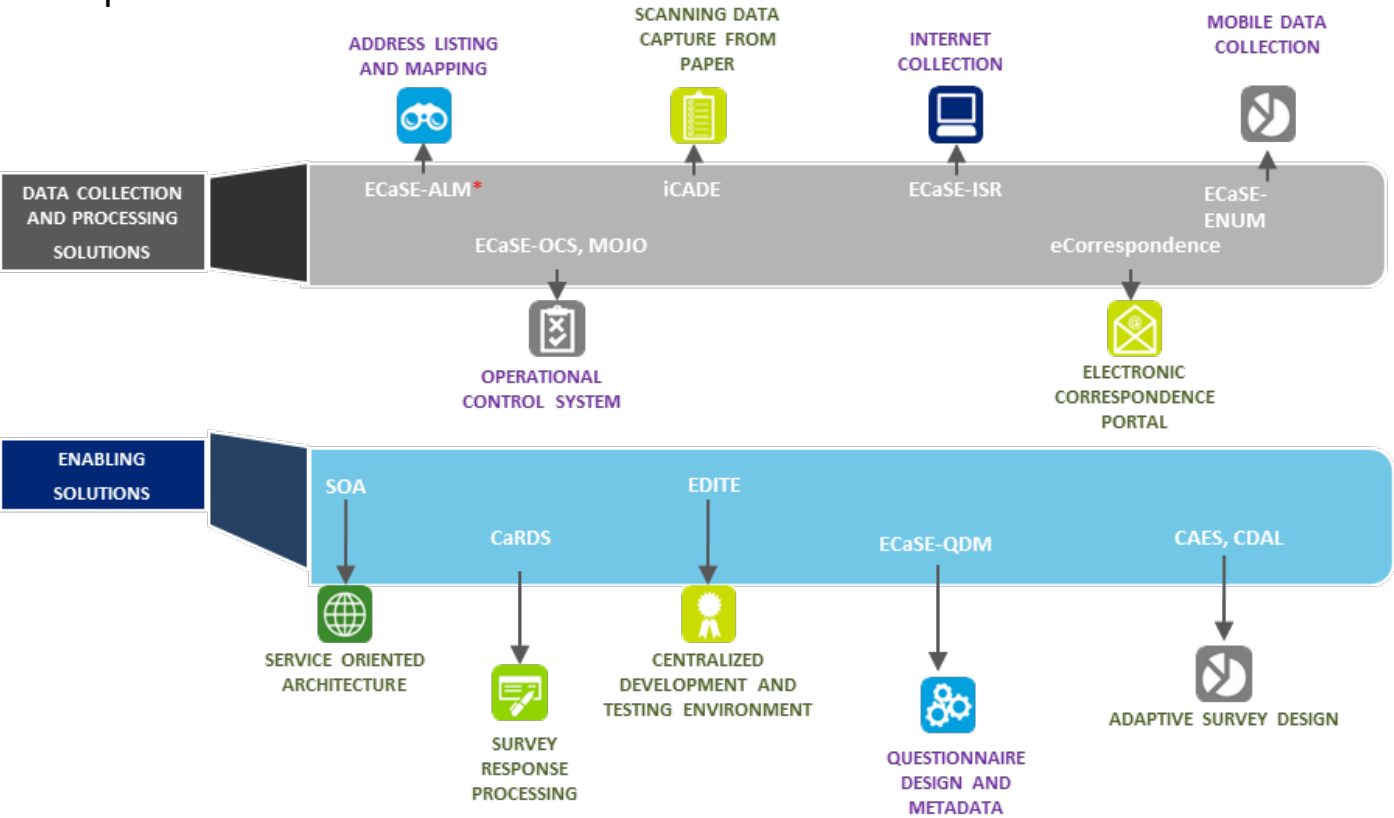 SCANNING DATA
CAPTURE FROM
PAPER
MOBILE DATA
COLLECTION
ADDRESS LISTING
AND MAPPING
INTERNET
COLLECTION
DATA COLLECTION
AND PROCESSING
SOLUTIONS
ECaSE-ALM*
iCADE
ECaSE-ISR
ECaSE-
ENUM
ECaSE-OCS, MOJO
eCorrespondence
OPERATIONAL
CONTROL SYSTEM
@
ELECTRONIC
CORRESPONDENCE
PORTAL
ENABLING
SOLUTIONS
SOA
EDITE
CaRDS
ECaSE-QDM
CAES, CDAL
SERVICE ORIENTED
ARCHITECTURE
CENTRALIZED
DEVELOPMENT AND
TESTING ENVIRONMENT
SURVEY
RESPONSE
PROCESSING
QUESTIONNAIRE
DESIGN AND
METADATA
ADAPTIVE SURVEY DESIGN